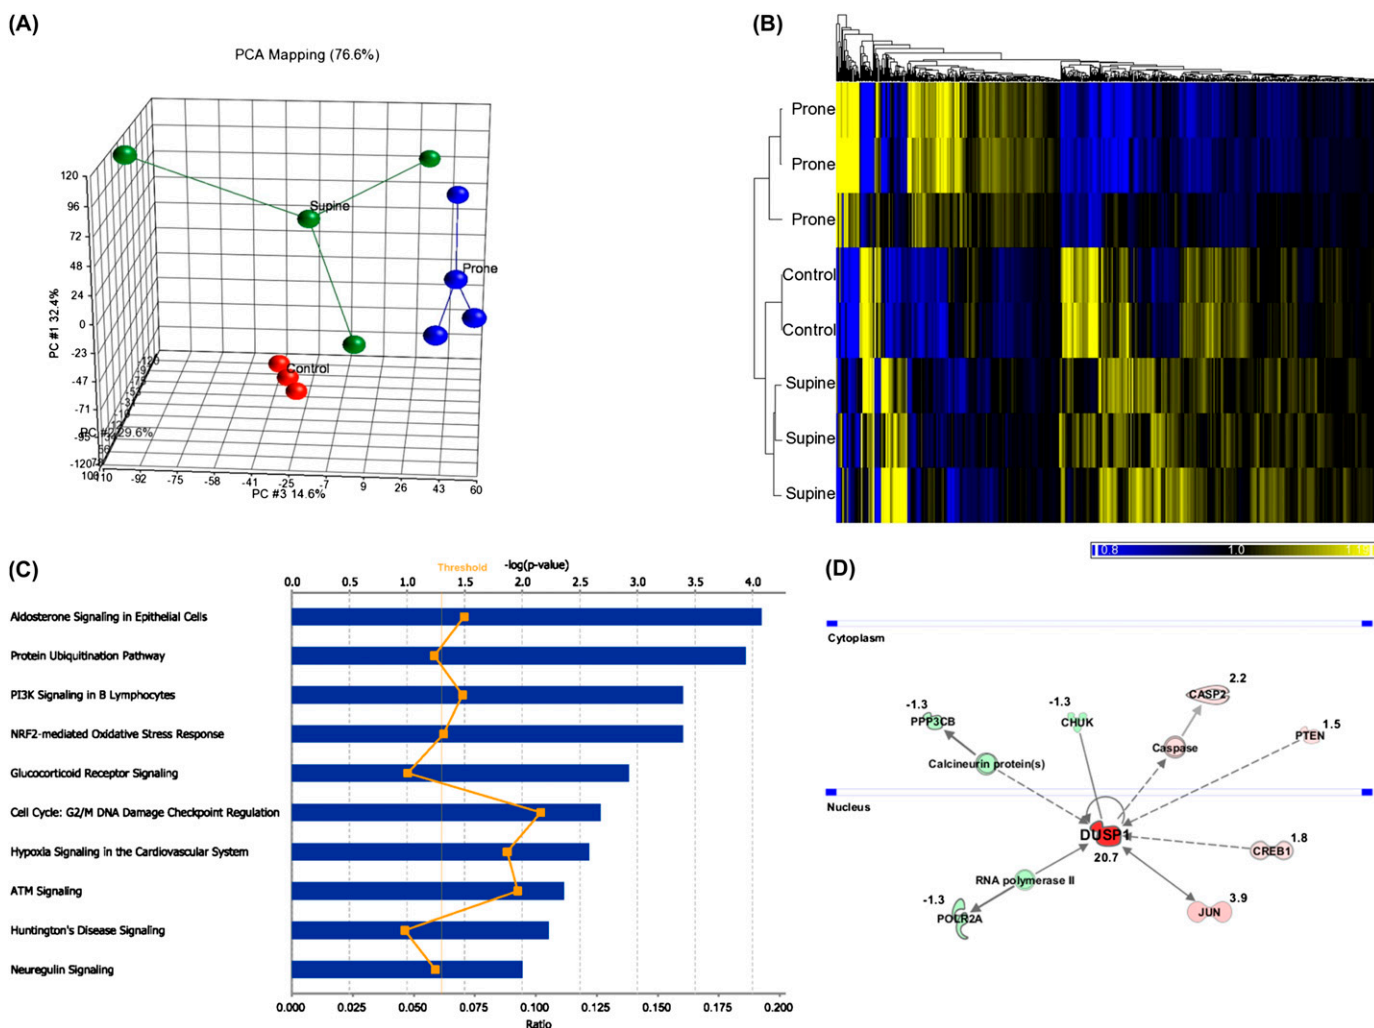 (A)
PCA Mapping (76.6%)
Supine
Prone
Control
120
96
72
48
24
0
-23
-47
-71
-95
-120
PC #1 32.4%
PC #2 29.6%
-110
-92
-75
-58
-41
-25
-7
9
26
43
60
PC #3 14.6%
(B)
Prone
Prone
Prone
Control
Control
Supine
Supine
Supine
1.0
(C)
Threshold
-log(p-value)
0.0 0.5 1.0 1.5 2.0 2.5 3.0 3.5 4.0
Aldosterone Signaling in Epithelial Cells
Protein Ubiquitination Pathway
PI3K Signaling in B Lymphocytes
NRF2-mediated Oxidative Stress Response
Glucocorticoid Receptor Signaling
Cell Cycle: G2/M DNA Damage Checkpoint Regulation
Hypoxia Signaling in the Cardiovascular System
ATM Signaling
Huntington's Disease Signaling
Neuregulin Signaling
0.000 0.025 0.050 0.075 0.100 0.125 0.150 0.175 0.200
Ratio
(D)
Cytoplasm
2.2
CASP2
-1.3
PPP3CB
-1.3
CHUK
1.5
PTEN
Caspase
Calcineurin protein(s)
Nucleus
DUSP1
20.7
1.8
CREB1
RNA polymerase II
-1.3
POLR2A
3.9
JUN